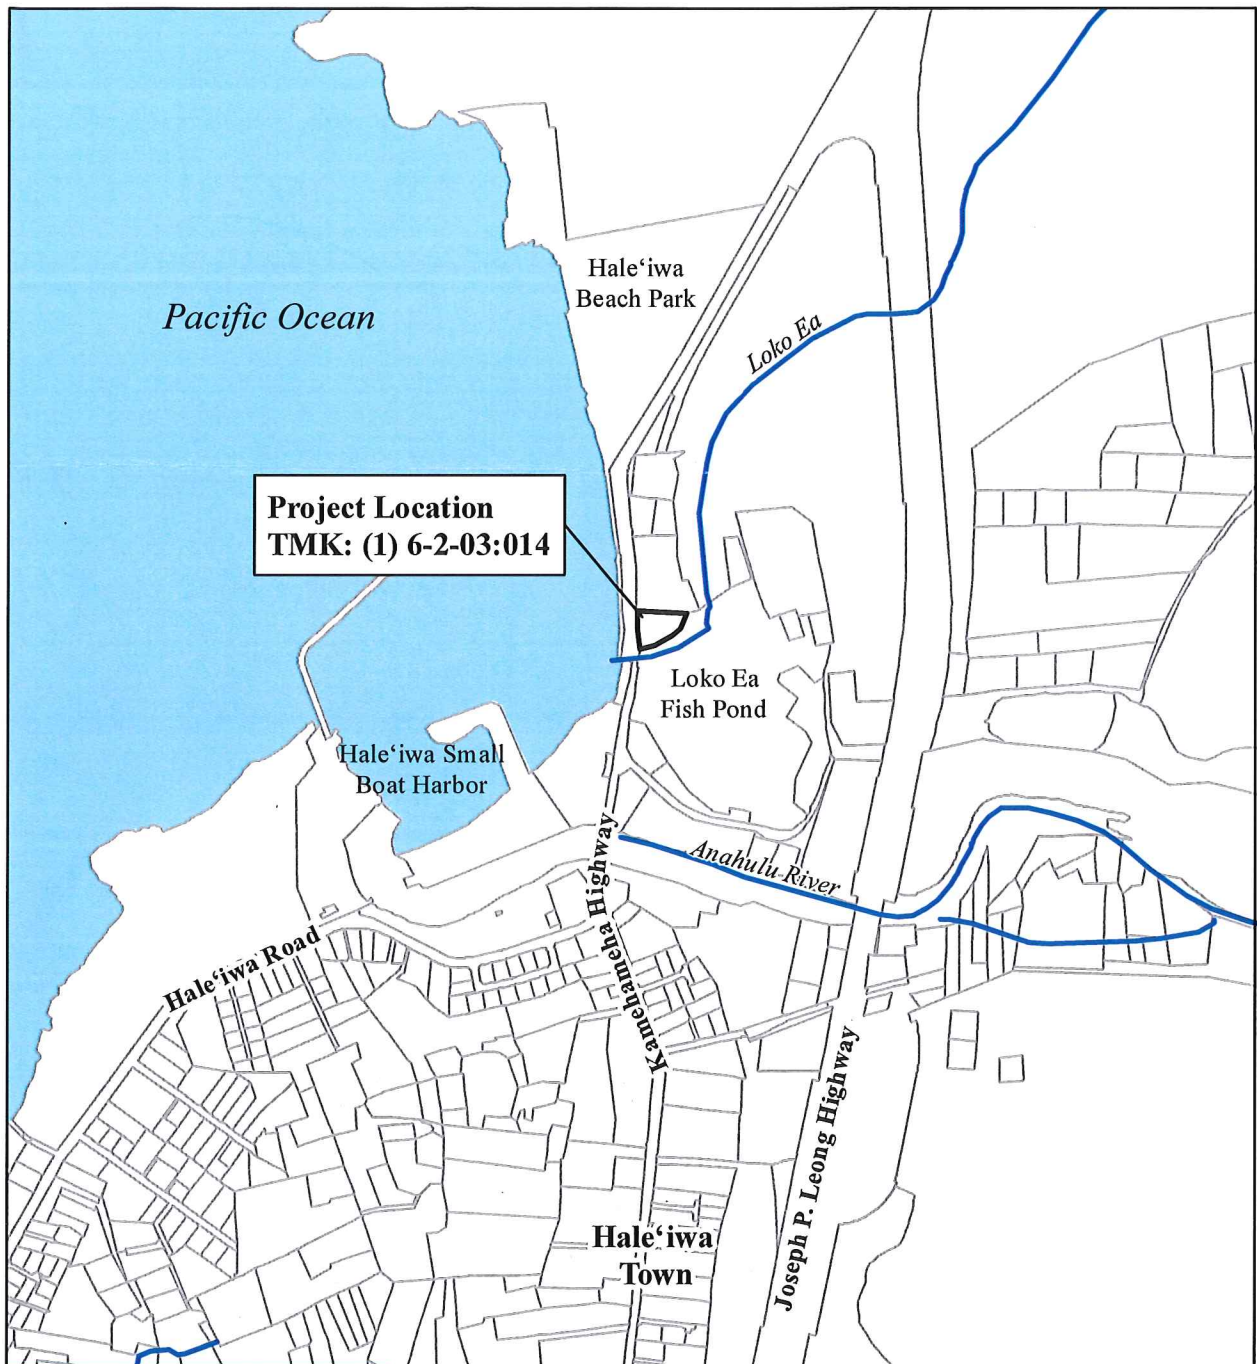 Hale‘iwa
Beach Park
Pacific Ocean
Loko Ea
Project Location
TMK: (1) 6-2-03:014
Loko Ea
Fish Pond
Hale‘iwa Small
Boat Harbor
Anahulu River
Kamehameha Highway
Hale‘iwa Road
Joseph P. Leong Highway
Hale‘iwa
Town